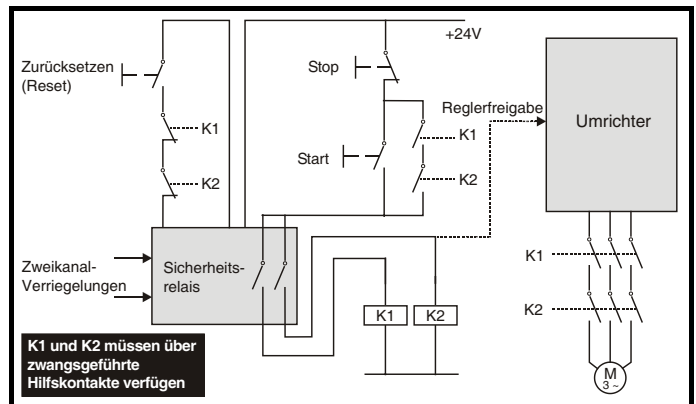 +24V
Zurücksetzen
(Reset)
Stop
Reglerfreigabe
Umrichter
K1
K1
Start
K2
K2
Zweikanal-
Verriegelungen
Sicherheits-
relais
K1
K2
K1
K2
K1 und K2 müssen über
zwangsgeführte
Hilfskontakte verfügen
M
3 ~